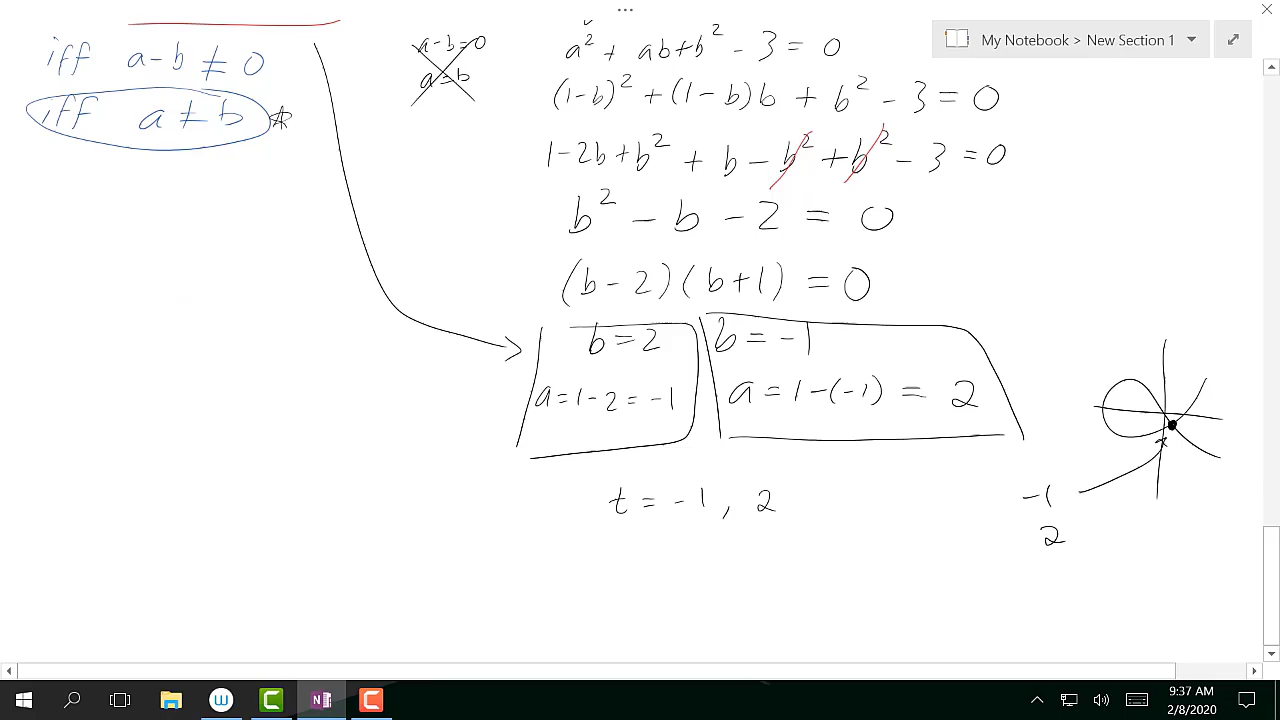 ...
My Notebook > New Section 1
iff a-b ≠ 0
iff a ≠ b *
a-b=0
a=b
a² + ab + b² - 3 = 0
(1-b)² + (1-b)b + b² - 3 = 0
1-2b+b² + b - b² + b² - 3 = 0
b² - b - 2 = 0
(b-2)(b+1) = 0
b=2
a=1-2=-1
b=-1
a=1-(-1) = 2
t = -1, 2
-1
2
9:37 AM
2/8/2020